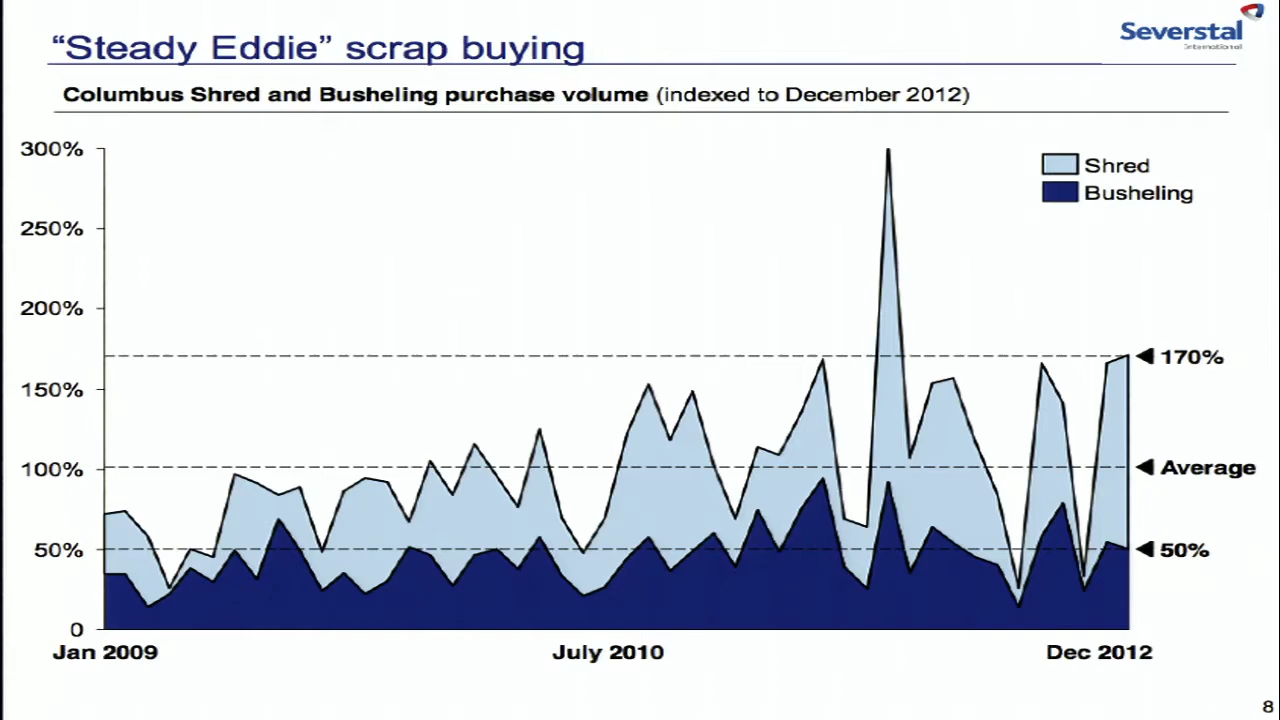 "Steady Eddie" scrap buying
Severstal
International
Columbus Shred and Busheling purchase volume (indexed to December 2012)
300%
250%
200%
150%
100%
50%
0
Shred
Busheling
170%
Average
50%
Jan 2009
July 2010
Dec 2012
8